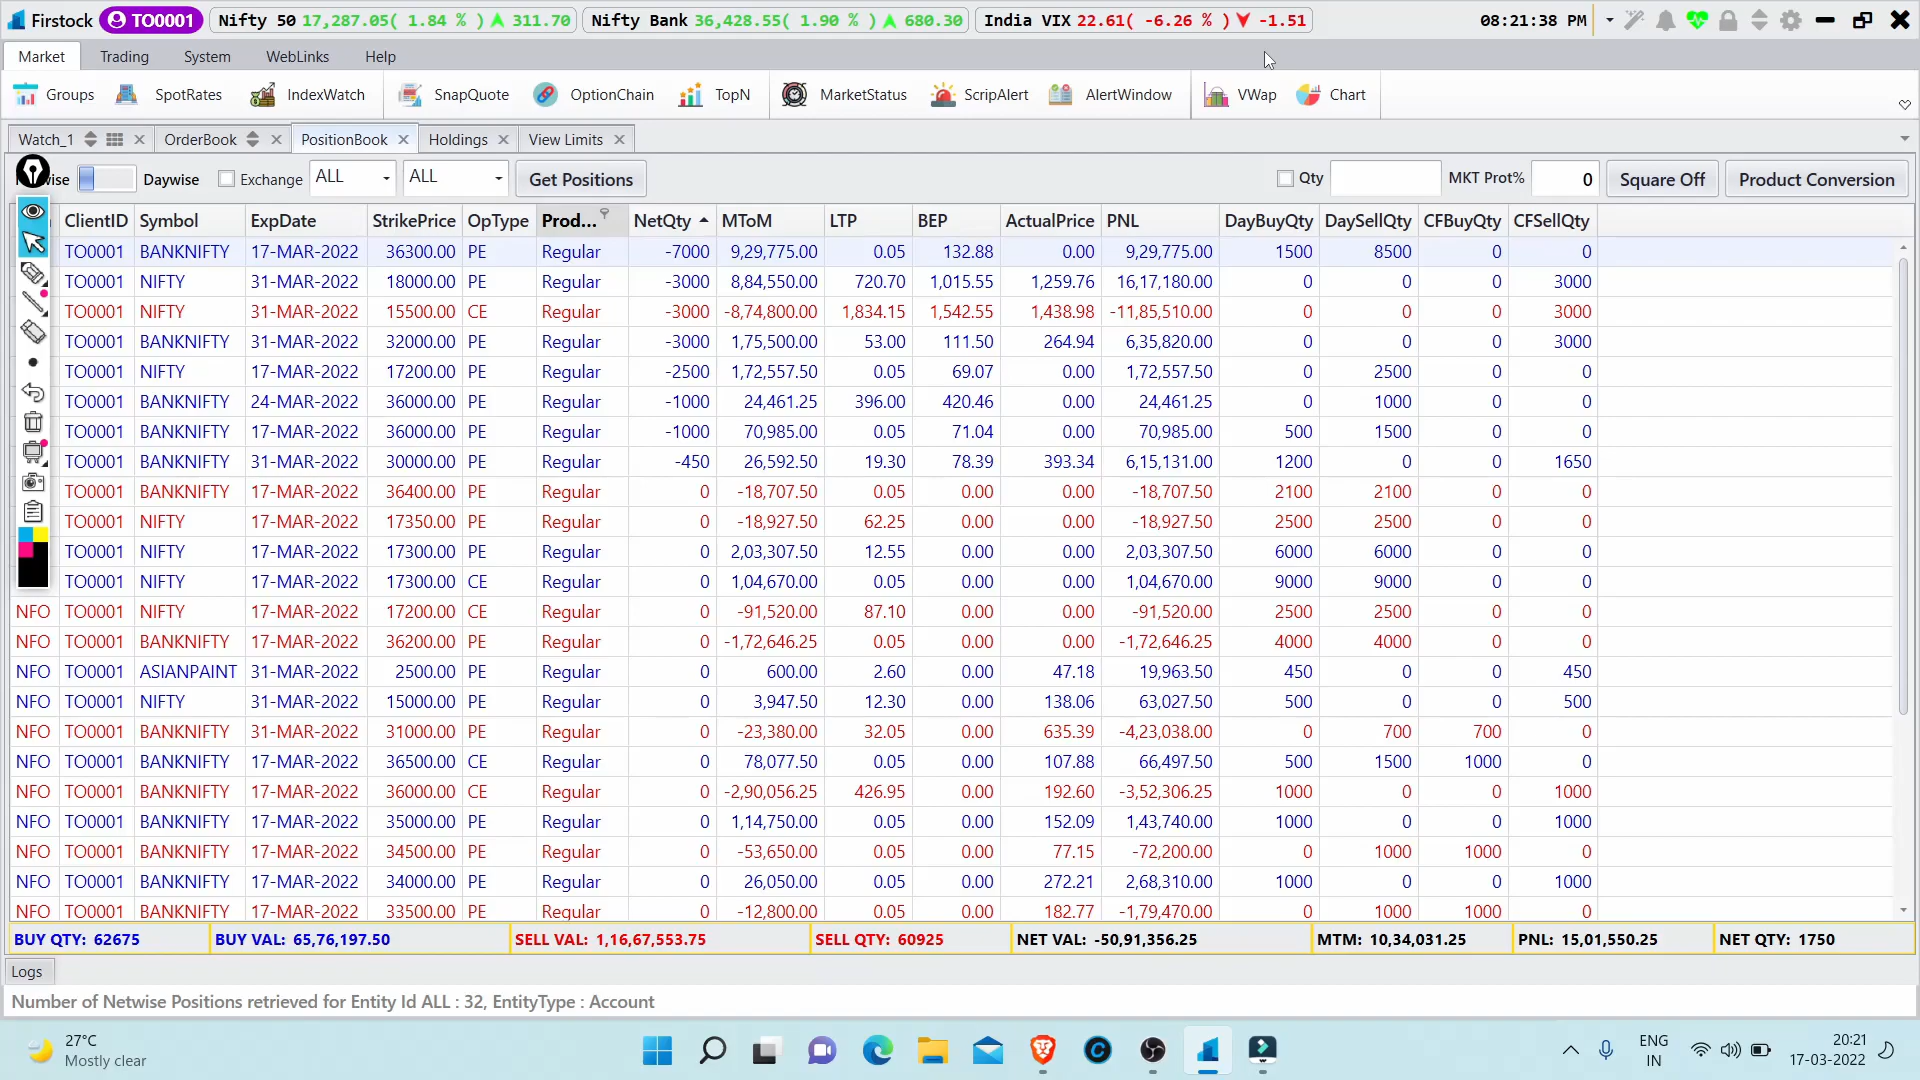 Firstock TO0001 Nifty 50 17,287.05( 1.84 % ) 311.70 Nifty Bank 36,428.55( 1.90 % ) 680.30 India VIX 22.61( -6.26 % ) -1.51 08:21:38 PM
Market Trading System WebLinks Help
Groups SpotRates IndexWatch SnapQuote OptionChain TopN MarketStatus ScripAlert AlertWindow VWap Chart
Watch_1 OrderBook PositionBook Holdings View Limits
wise Daywise Exchange ALL ALL Get Positions Qty MKT Prot% 0 Square Off Product Conversion
ClientID Symbol ExpDate StrikePrice OpType Prod... NetQty MToM LTP BEP ActualPrice PNL DayBuyQty DaySellQty CFBuyQty CFSellQty
TO0001 BANKNIFTY 17-MAR-2022 36300.00 PE Regular -7000 9,29,775.00 0.05 132.88 0.00 9,29,775.00 1500 8500 0 0
TO0001 NIFTY 31-MAR-2022 18000.00 PE Regular -3000 8,84,550.00 720.70 1,015.55 1,259.76 16,17,180.00 0 0 0 3000
TO0001 NIFTY 31-MAR-2022 15500.00 CE Regular -3000 -8,74,800.00 1,834.15 1,542.55 1,438.98 -11,85,510.00 0 0 0 3000
TO0001 BANKNIFTY 31-MAR-2022 32000.00 PE Regular -3000 1,75,500.00 53.00 111.50 264.94 6,35,820.00 0 0 0 3000
TO0001 NIFTY 17-MAR-2022 17200.00 PE Regular -2500 1,72,557.50 0.05 69.07 0.00 1,72,557.50 0 2500 0 0
TO0001 BANKNIFTY 24-MAR-2022 36000.00 PE Regular -1000 24,461.25 396.00 420.46 0.00 24,461.25 0 1000 0 0
TO0001 BANKNIFTY 17-MAR-2022 36000.00 PE Regular -1000 70,985.00 0.05 71.04 0.00 70,985.00 500 1500 0 0
TO0001 BANKNIFTY 31-MAR-2022 30000.00 PE Regular -450 26,592.50 19.30 78.39 393.34 6,15,131.00 1200 0 0 1650
TO0001 BANKNIFTY 17-MAR-2022 36400.00 PE Regular 0 -18,707.50 0.05 0.00 0.00 -18,707.50 2100 2100 0 0
TO0001 NIFTY 17-MAR-2022 17350.00 PE Regular 0 -18,927.50 62.25 0.00 0.00 -18,927.50 2500 2500 0 0
TO0001 NIFTY 17-MAR-2022 17300.00 PE Regular 0 2,03,307.50 12.55 0.00 0.00 2,03,307.50 6000 6000 0 0
TO0001 NIFTY 17-MAR-2022 17300.00 CE Regular 0 1,04,670.00 0.05 0.00 0.00 1,04,670.00 9000 9000 0 0
NFO TO0001 NIFTY 17-MAR-2022 17200.00 CE Regular 0 -91,520.00 87.10 0.00 0.00 -91,520.00 2500 2500 0 0
NFO TO0001 BANKNIFTY 17-MAR-2022 36200.00 PE Regular 0 -1,72,646.25 0.05 0.00 0.00 -1,72,646.25 4000 4000 0 0
NFO TO0001 ASIANPAINT 31-MAR-2022 2500.00 PE Regular 0 600.00 2.60 0.00 47.18 19,963.50 450 0 0 450
NFO TO0001 NIFTY 31-MAR-2022 15000.00 PE Regular 0 3,947.50 12.30 0.00 138.06 63,027.50 500 0 0 500
NFO TO0001 BANKNIFTY 31-MAR-2022 31000.00 PE Regular 0 -23,380.00 32.05 0.00 635.39 -4,23,038.00 0 700 700 0
NFO TO0001 BANKNIFTY 17-MAR-2022 36500.00 CE Regular 0 78,077.50 0.05 0.00 107.88 66,497.50 500 1500 1000 0
NFO TO0001 BANKNIFTY 17-MAR-2022 36000.00 CE Regular 0 -2,90,056.25 426.95 0.00 192.60 -3,52,306.25 1000 0 0 1000
NFO TO0001 BANKNIFTY 17-MAR-2022 35000.00 PE Regular 0 1,14,750.00 0.05 0.00 152.09 1,43,740.00 1000 0 0 1000
NFO TO0001 BANKNIFTY 17-MAR-2022 34500.00 PE Regular 0 -53,650.00 0.05 0.00 77.15 -72,200.00 0 1000 1000 0
NFO TO0001 BANKNIFTY 17-MAR-2022 34000.00 PE Regular 0 26,050.00 0.05 0.00 272.21 2,68,310.00 1000 0 0 1000
NFO TO0001 BANKNIFTY 17-MAR-2022 33500.00 PE Regular 0 -12,800.00 0.05 0.00 182.77 -1,79,470.00 0 1000 1000 0
BUY QTY: 62675 BUY VAL: 65,76,197.50 SELL VAL: 1,16,67,553.75 SELL QTY: 60925 NET VAL: -50,91,356.25 MTM: 10,34,031.25 PNL: 15,01,550.25 NET QTY: 1750
Logs
Number of Netwise Positions retrieved for Entity Id ALL : 32, EntityType : Account
27°C ENG 20:21
Mostly clear IN 17-03-2022